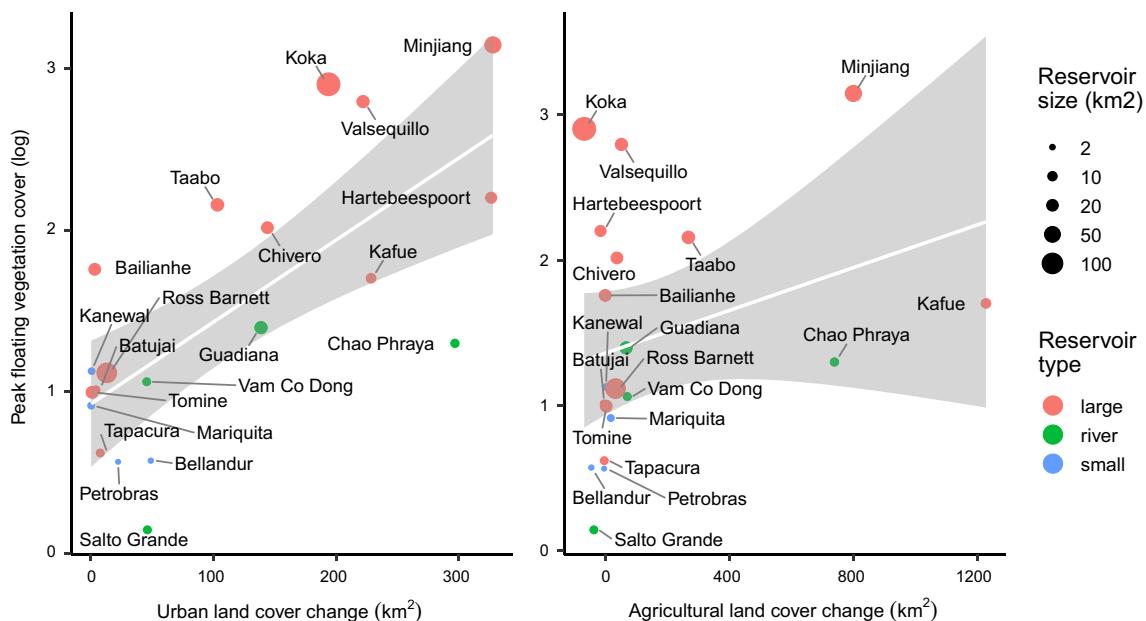 Peak floating vegetation cover (log)
3
2
1
0
Koka
Minjiang
Valsequillo
Taabo
Hartebeespoort
Chivero
Kafue
Bailianhe
Ross Barnett
Kanewal
Batujai
Guadiana
Chao Phraya
Vam Co Dong
Tomine
Tapacura
Mariquita
Bellandur
Petrobras
Salto Grande
0 100 200 300
Urban land cover change (km²)
3
2
1
0
Minjiang
Koka
Valsequillo
Hartebeespoort
Taabo
Chivero
Bailianhe
Kafue
Kanewal
Guadiana
Chao Phraya
Batujai
Ross Barnett
Vam Co Dong
Mariquita
Tomine
Tapacura
Bellandur
Petrobras
Salto Grande
0 400 800 1200
Agricultural land cover change (km²)
Reservoir
size (km2)
2
10
20
50
100
Reservoir
type
large
river
small